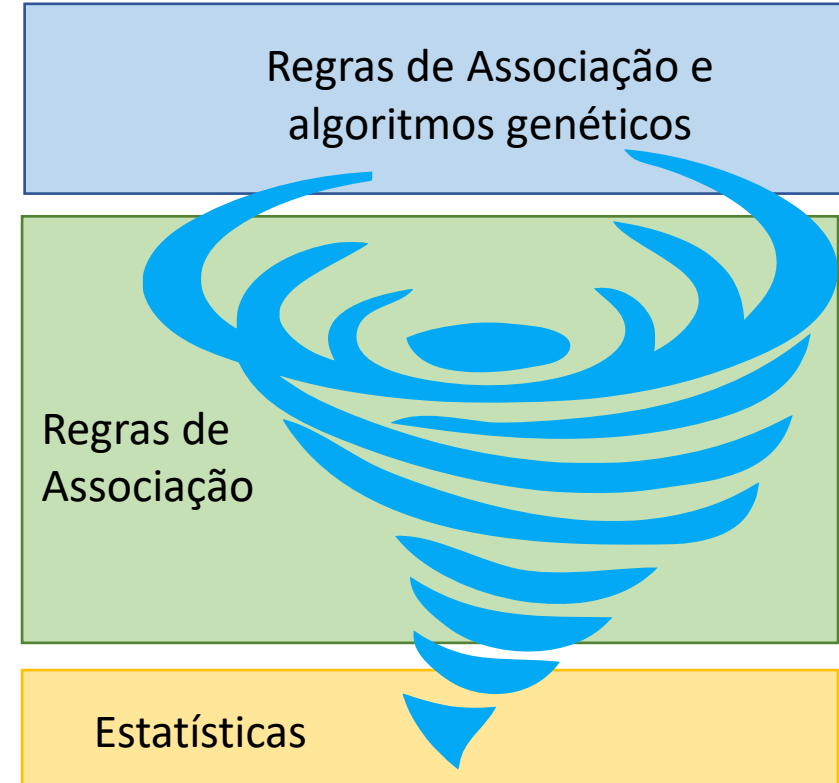 Regras de Associação e
algoritmos genéticos
Regras de
Associação
Estatísticas